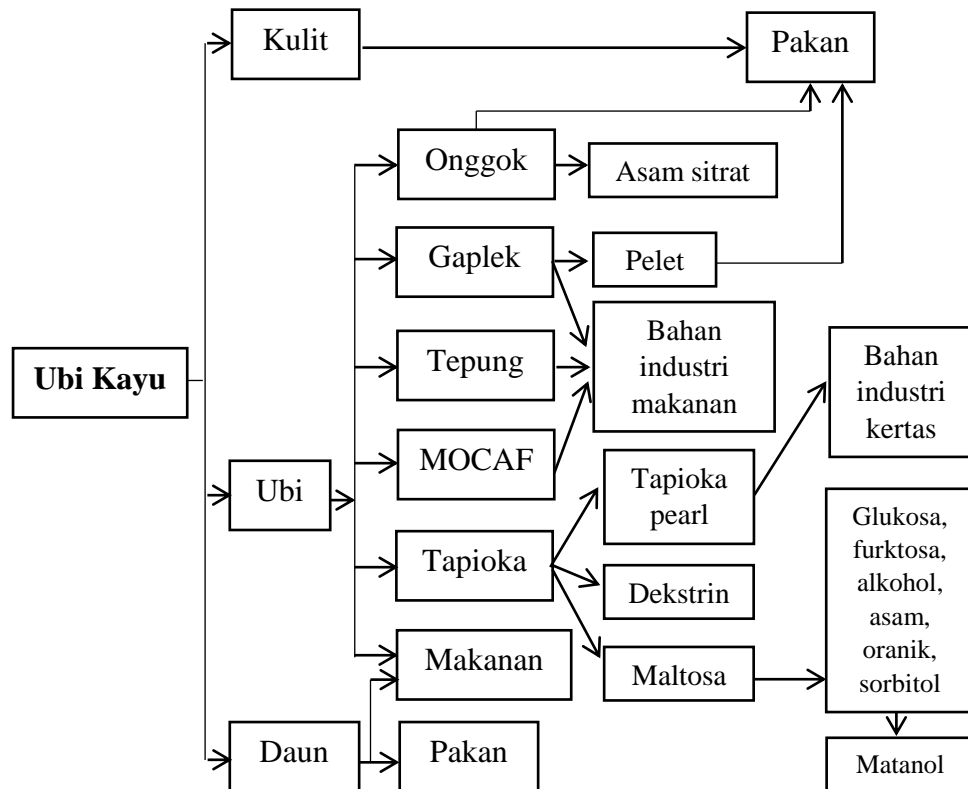 Kulit
Pakan
Onggok
Asam sitrat
Gaplek
Pelet
Bahan
industri
makanan
Bahan
industri
kertas
Ubi Kayu
Tepung
MOCAF
Ubi
Tapioka
pearl
Tapioka
Glukosa,
furktosa,
alkohol,
asam,
oranik,
sorbitol
Dekstrin
Makanan
Maltosa
Daun
Pakan
Matanol